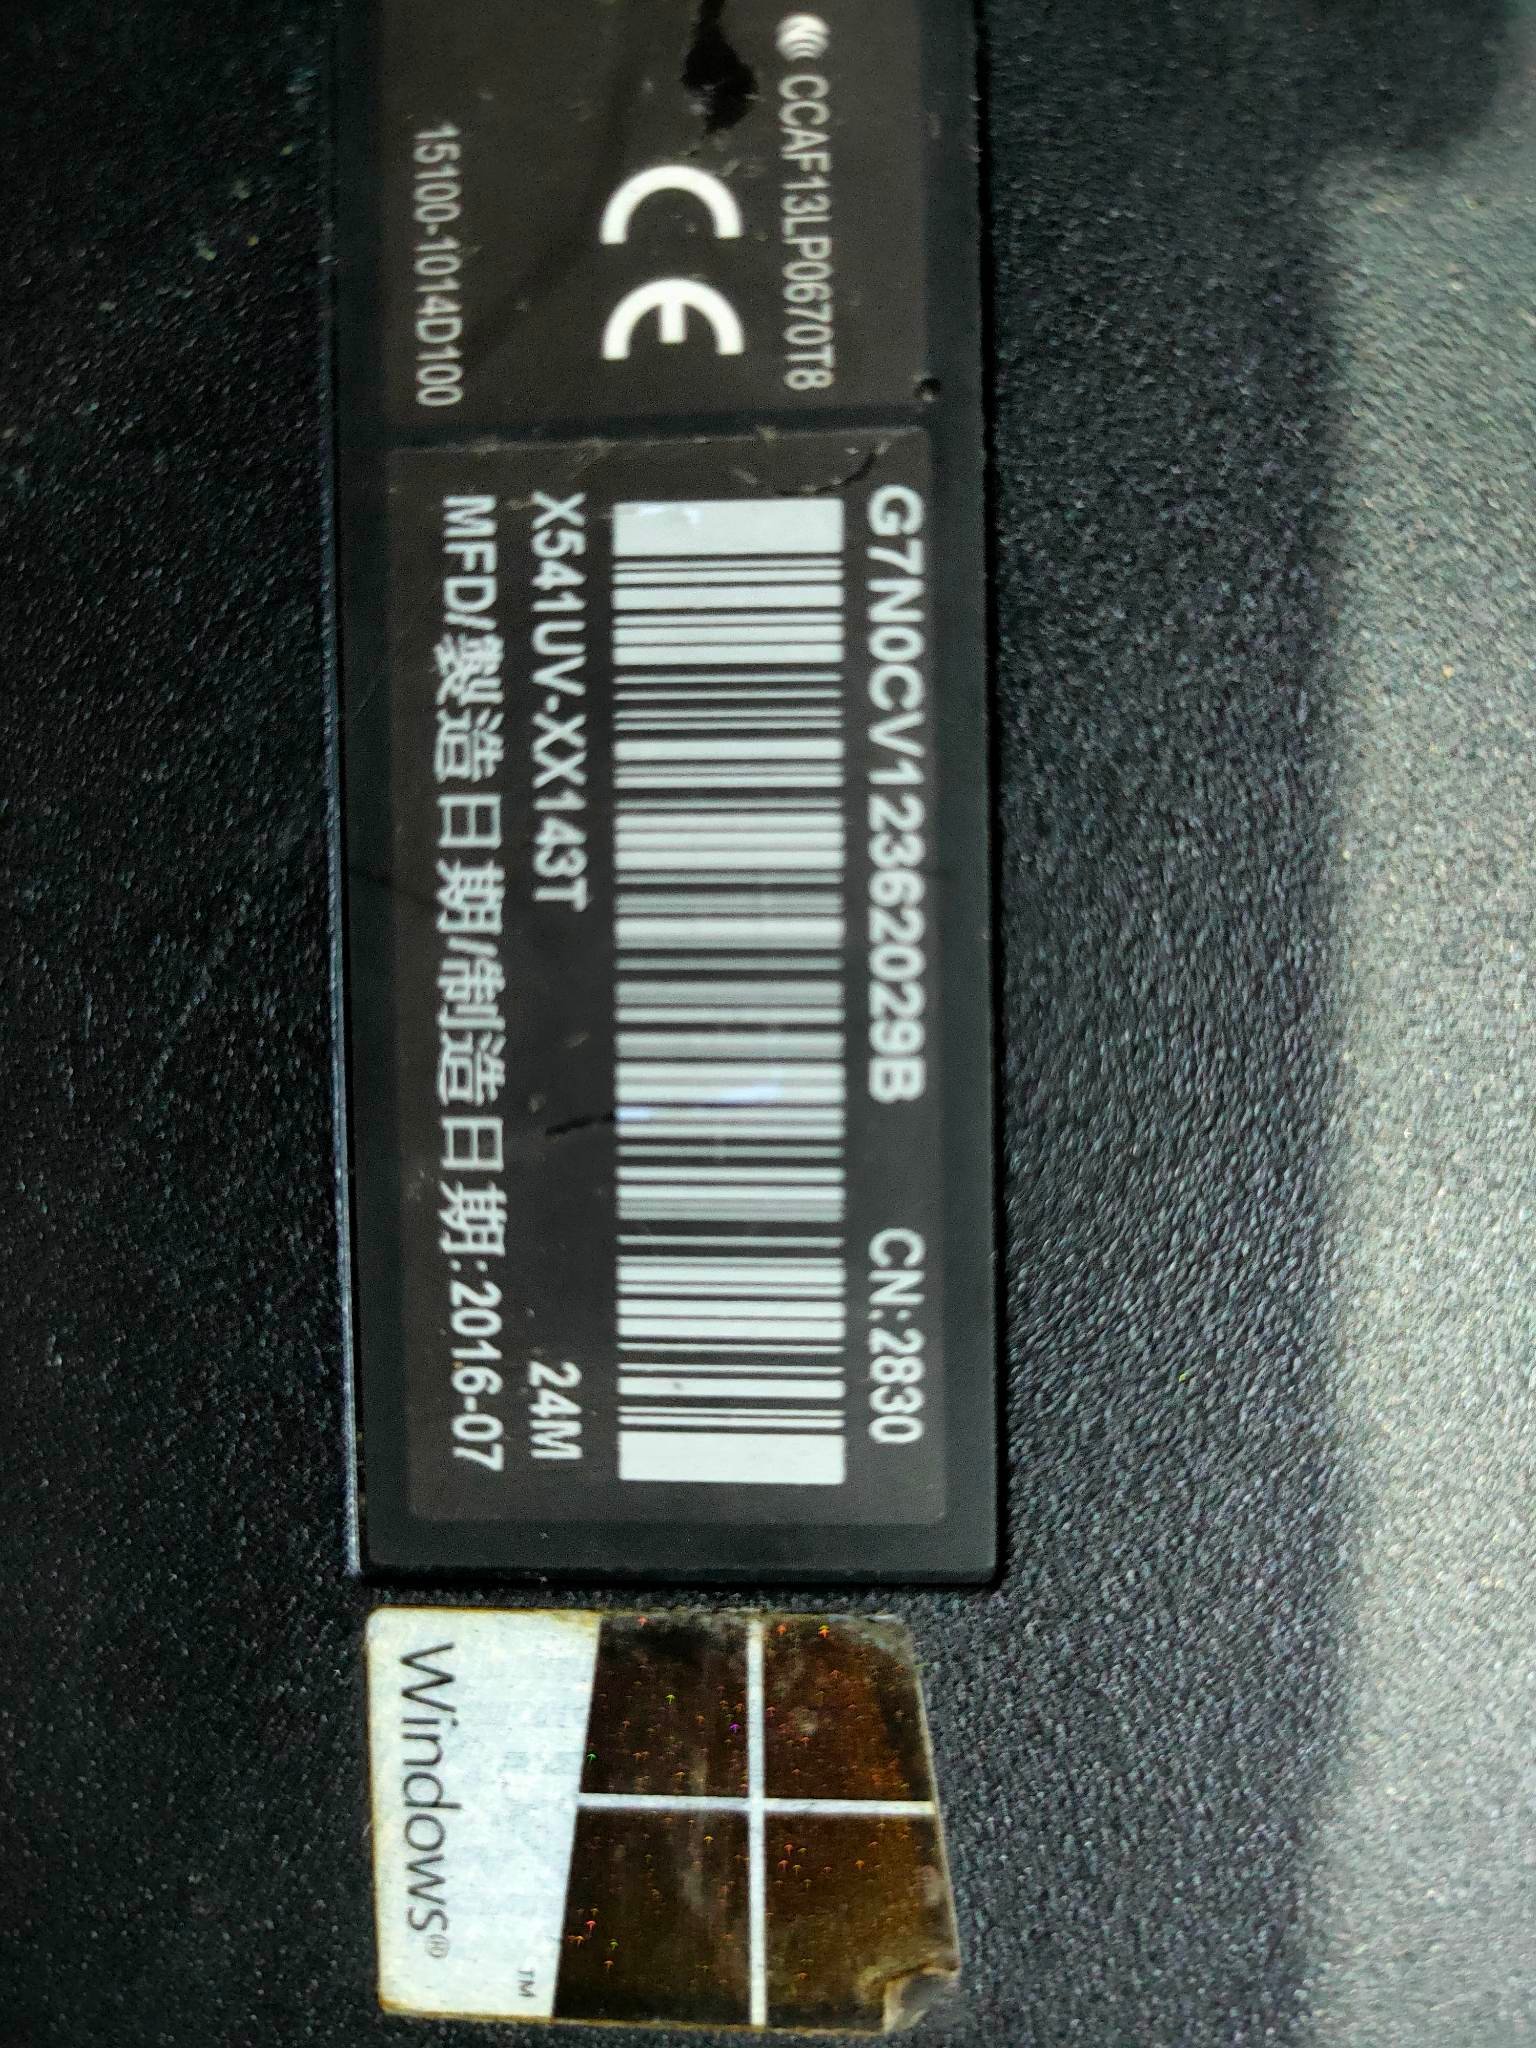 CCAF13LP0670T8
15100-1014D100
G7N0CV12362029B CN:2830
X541UV-XX143T 24M
MFD/製造日期/制造日期:2016-07
Windows®
TM